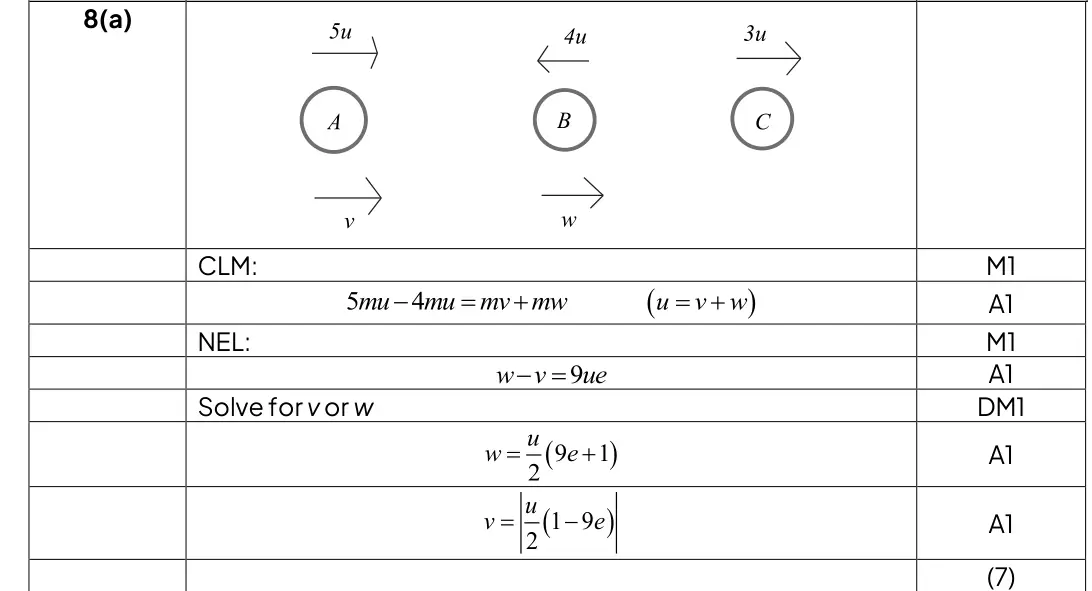 8(a)
5u
4u
3u
A
B
C
v
w
CLM: M1
5mu − 4mu = mv + mw (u = v + w) A1
NEL: M1
w − v = 9ue A1
Solve for v or w DM1
w = u/2 (9e + 1) A1
v = |u/2 (1 − 9e)| A1
(7)